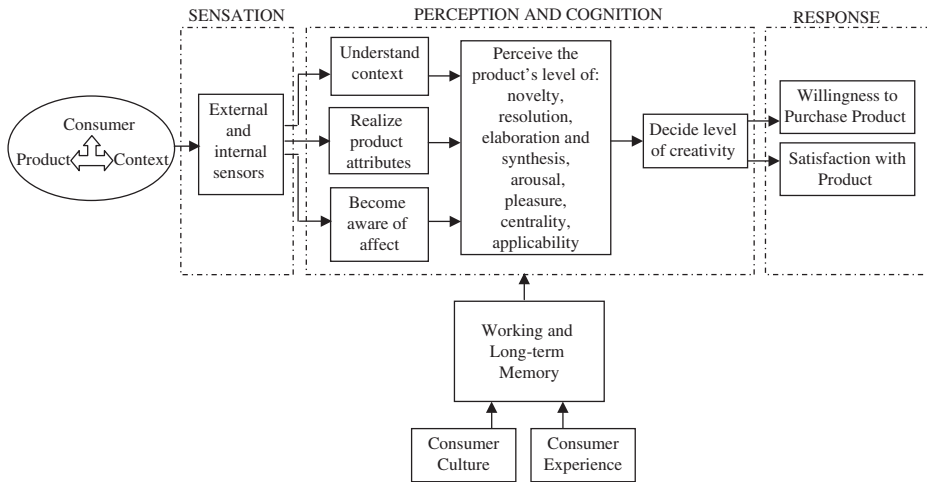 SENSATION
PERCEPTION AND COGNITION
RESPONSE
Consumer
Product
Context
External and
internal
sensors
Understand
context
Realize
product
attributes
Become
aware of
affect
Perceive the
product's level of:
novelty,
resolution,
elaboration and
synthesis,
arousal,
pleasure,
centrality,
applicability
Decide level
of creativity
Willingness to
Purchase Product
Satisfaction with
Product
Working and
Long-term
Memory
Consumer
Culture
Consumer
Experience